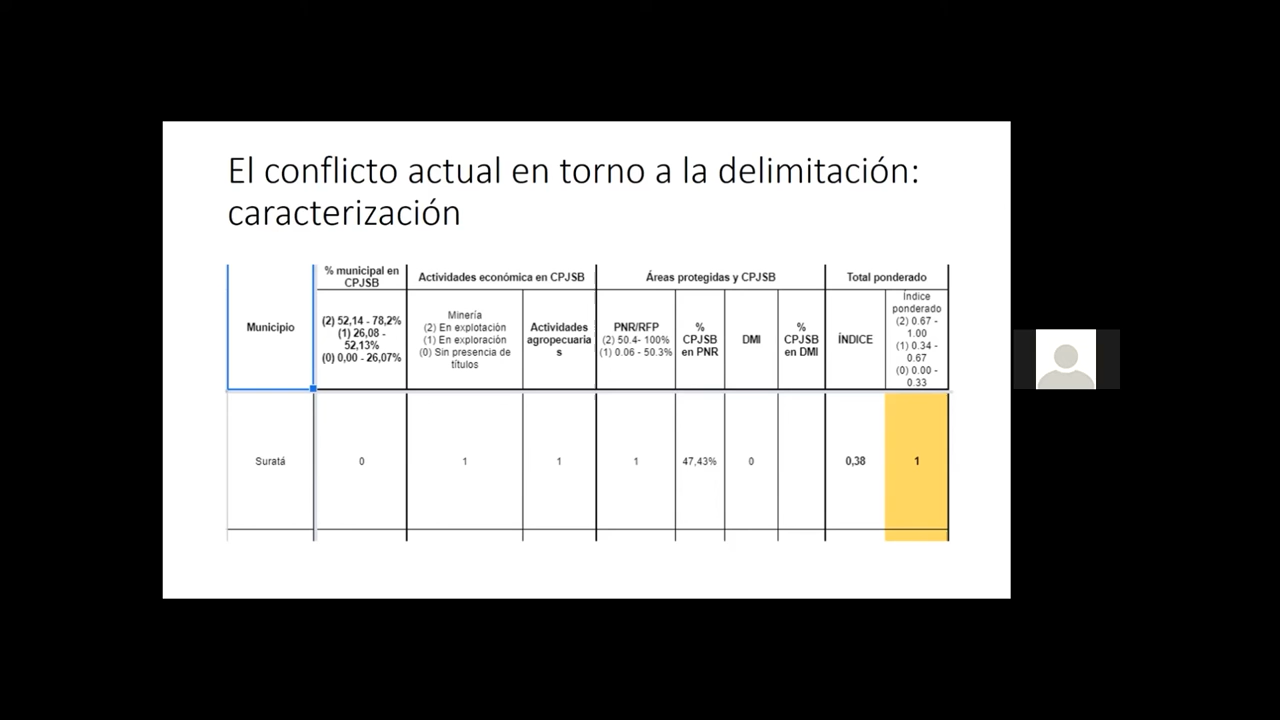 El conflicto actual en torno a la delimitación:
caracterización
% municipal en
CPJSB
Actividades económica en CPJSB
Áreas protegidas y CPJSB
Total ponderado
Municipio
(2) 52,14 - 78,2%
(1) 26,08 -
52,13%
(0) 0,00 - 26,07%
Minería
(2) En explotación
(1) En exploración
(0) Sin presencia de
títulos
Actividades
agropecuaria
s
PNR/RFP
(2) 50.4- 100%
(1) 0.06 - 50.3%
%
CPJSB
en PNR
DMI
%
CPJSB
en DMI
ÍNDICE
Índice
ponderado
(2) 0.67 -
1.00
(1) 0.34 -
0.67
(0) 0.00 -
0.33
Suratá
0
1
1
1
47,43%
0
0,38
1